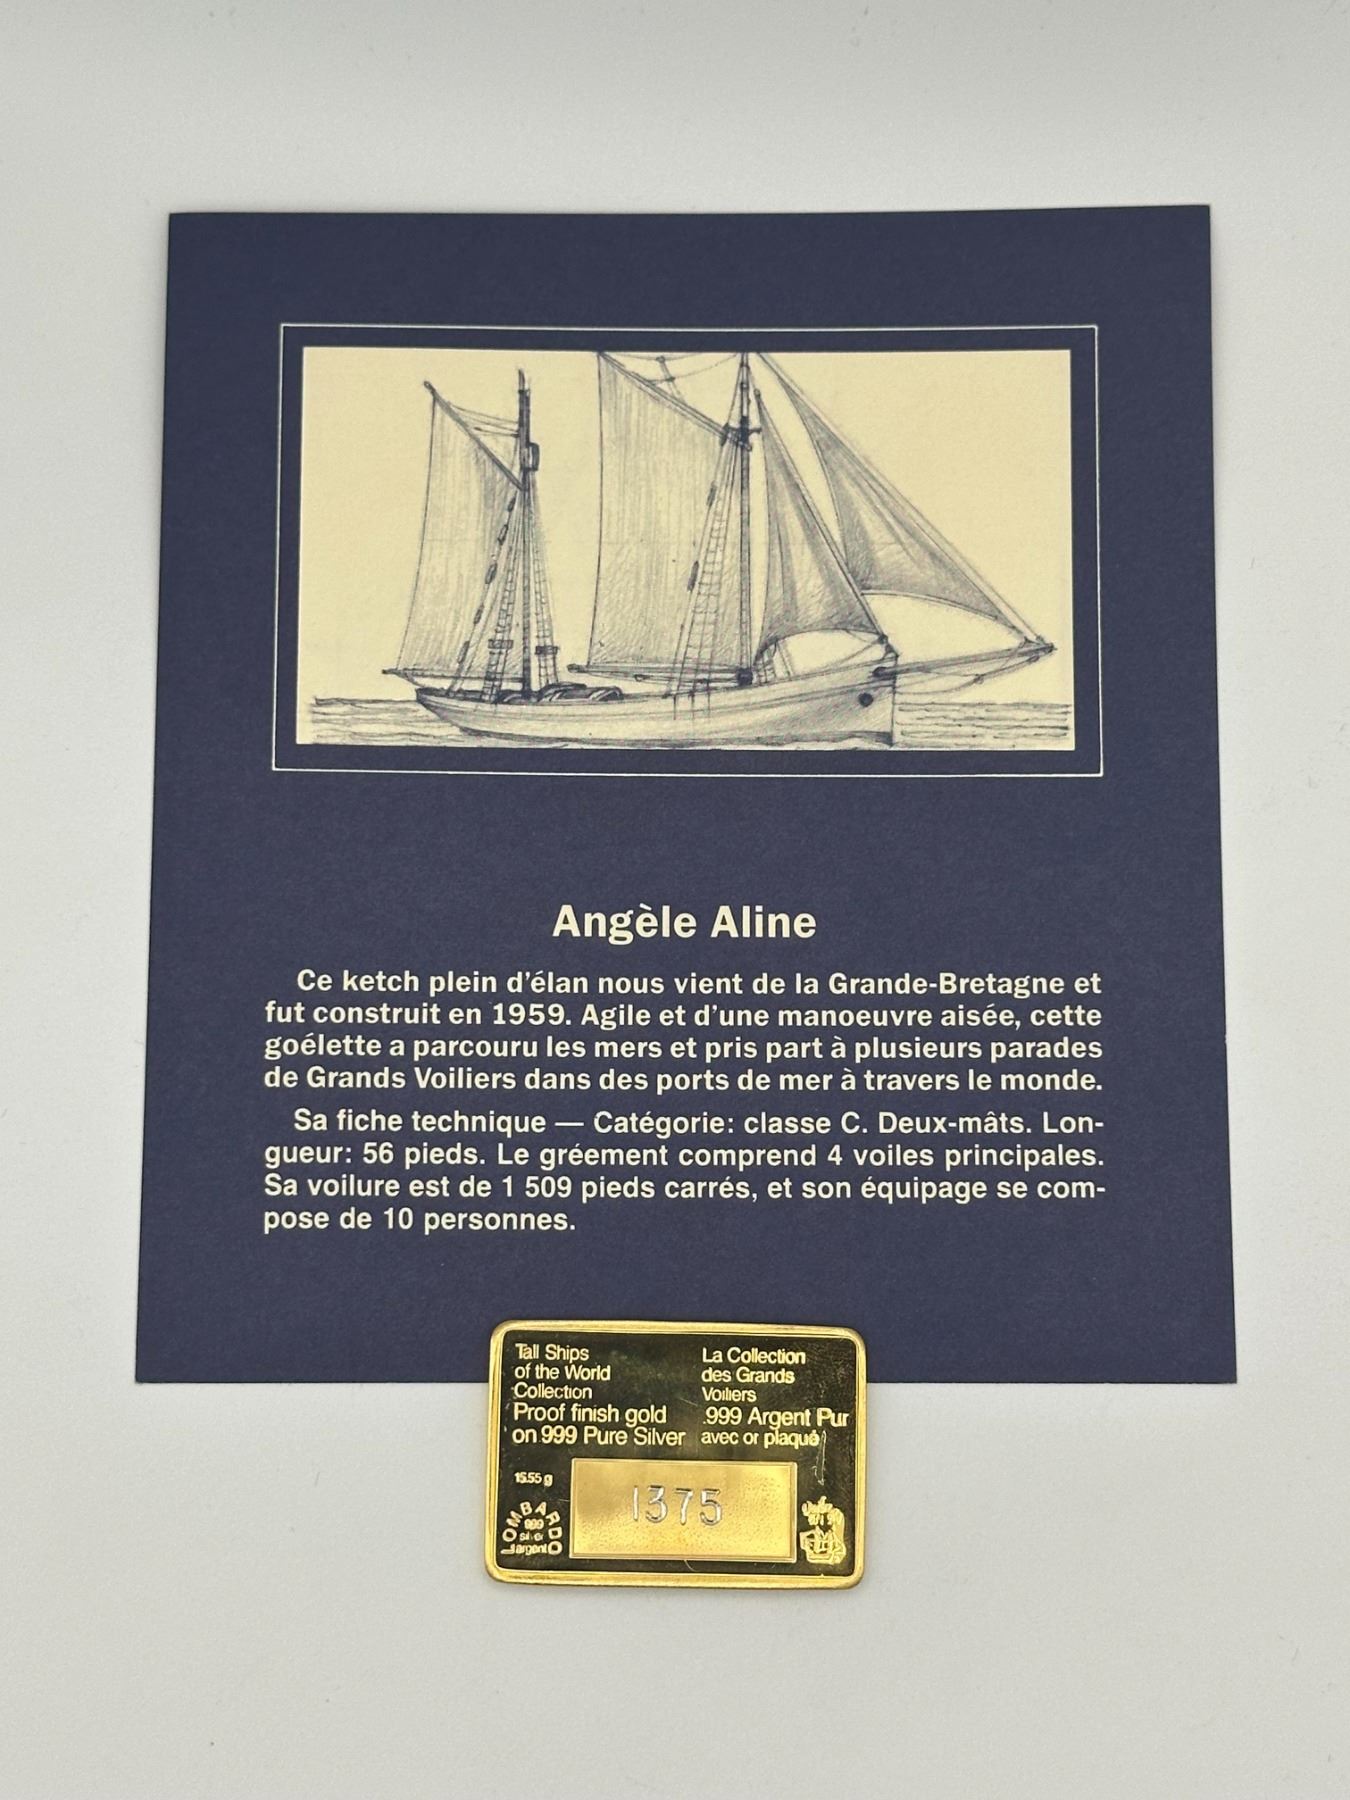 Angèle Aline
Ce ketch plein d'élan nous vient de la Grande-Bretagne et
fut construit en 1959. Agile et d'une manoeuvre aisée, cette
goélette a parcouru les mers et pris part à plusieurs parades
de Grands Voiliers dans des ports de mer à travers le monde.
Sa fiche technique — Catégorie: classe C. Deux-mâts. Lon-
gueur: 56 pieds. Le gréement comprend 4 voiles principales.
Sa voilure est de 1 509 pieds carrés, et son équipage se com-
pose de 10 personnes.
Tall Ships
of the World
Collection
Proof finish gold
on 999 Pure Silver
La Collection
des Grands
Voiliers
.999 Argent Pur
avec or plaqué
15.55 g
LOMBARDO
999
silver
argent
1375